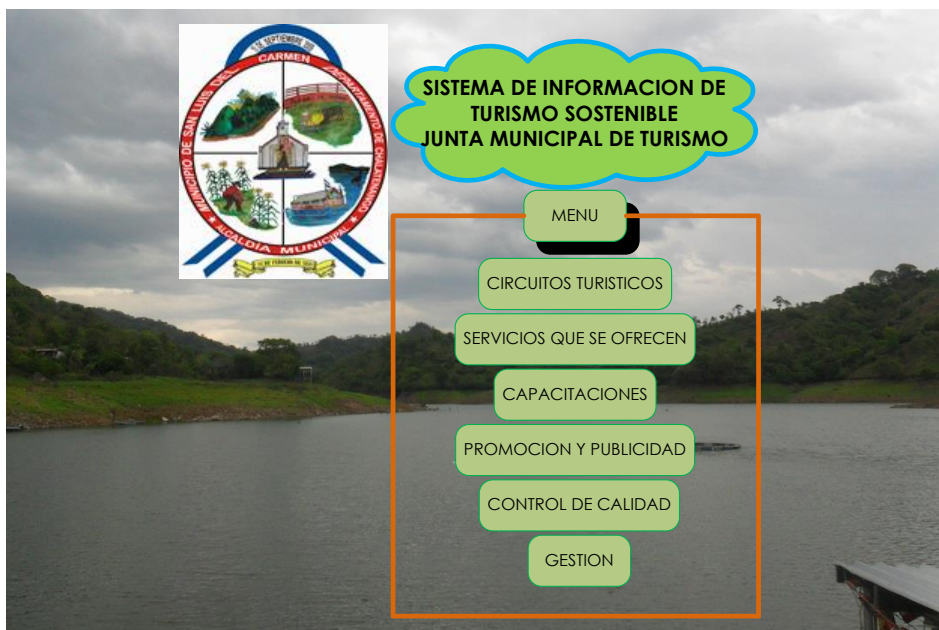 MUNICIPIO DE SAN LUIS DEL CARMEN DEPARTAMENTO DE CHALATENANGO
ALCALDIA MUNICIPAL
SISTEMA DE INFORMACION DE
TURISMO SOSTENIBLE
JUNTA MUNICIPAL DE TURISMO
MENU
CIRCUITOS TURISTICOS
SERVICIOS QUE SE OFRECEN
CAPACITACIONES
PROMOCION Y PUBLICIDAD
CONTROL DE CALIDAD
GESTION